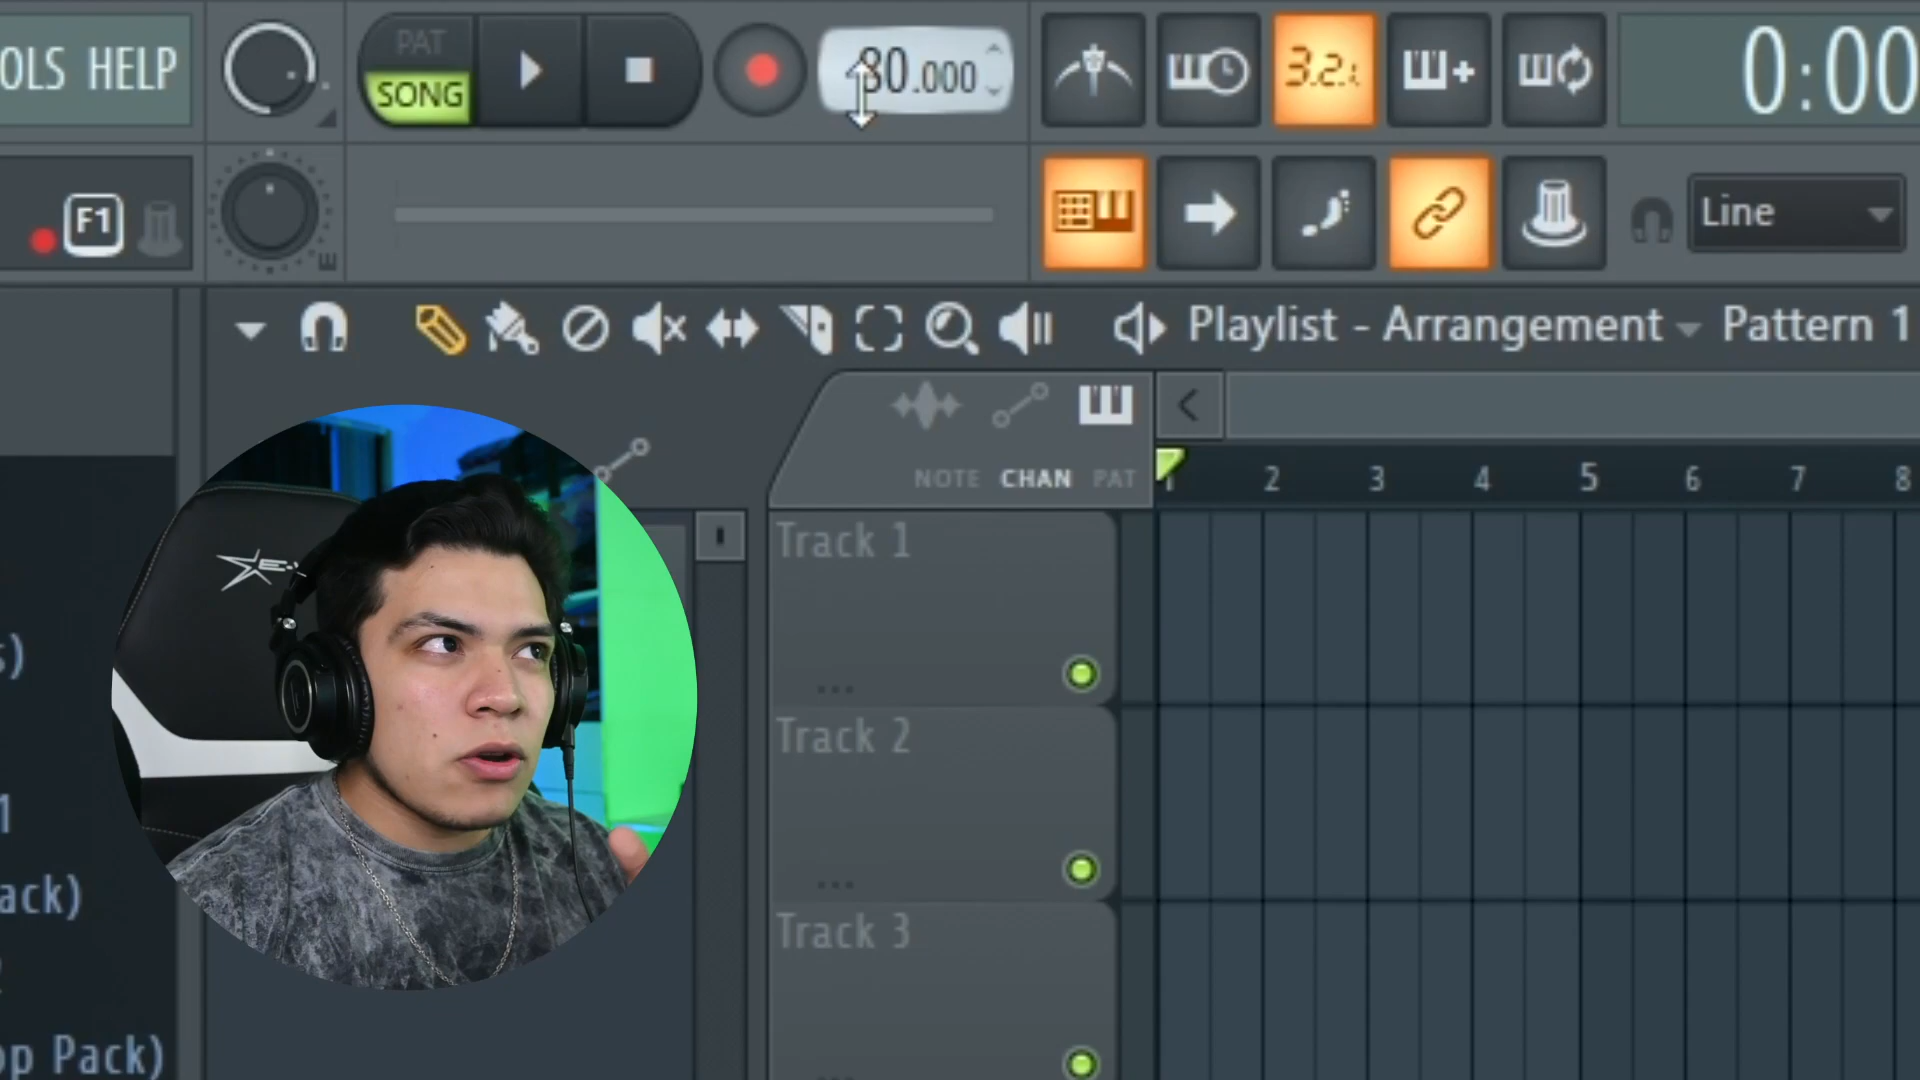 OLS HELP
PAT
SONG
80.000
3.2.
0:00
F1
Line
Playlist - Arrangement
Pattern 1
NOTE CHAN PAT
1 2 3 4 5 6 7 8
Track 1
Track 2
Track 3
s)
1
ack)
op Pack)